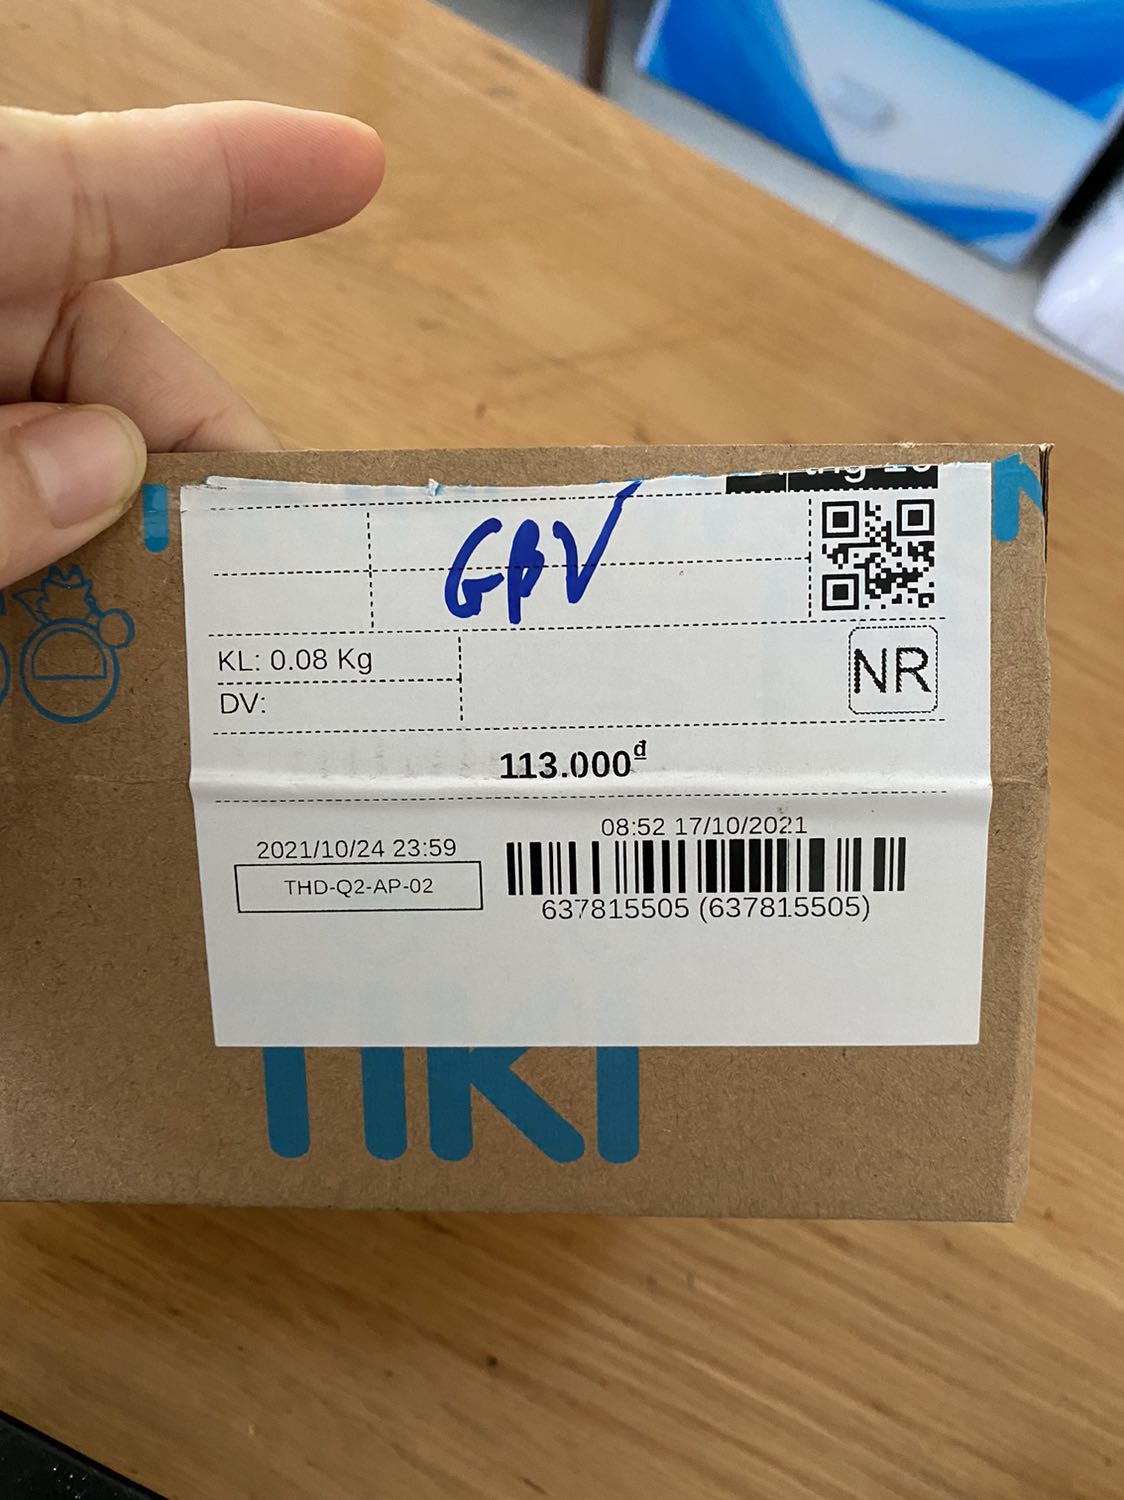 GBV
KL: 0.08 Kg
NR
DV:
113.000đ
08:52 17/10/2021
2021/10/24 23:59
THD-Q2-AP-02
637815505 (637815505)
TIKI